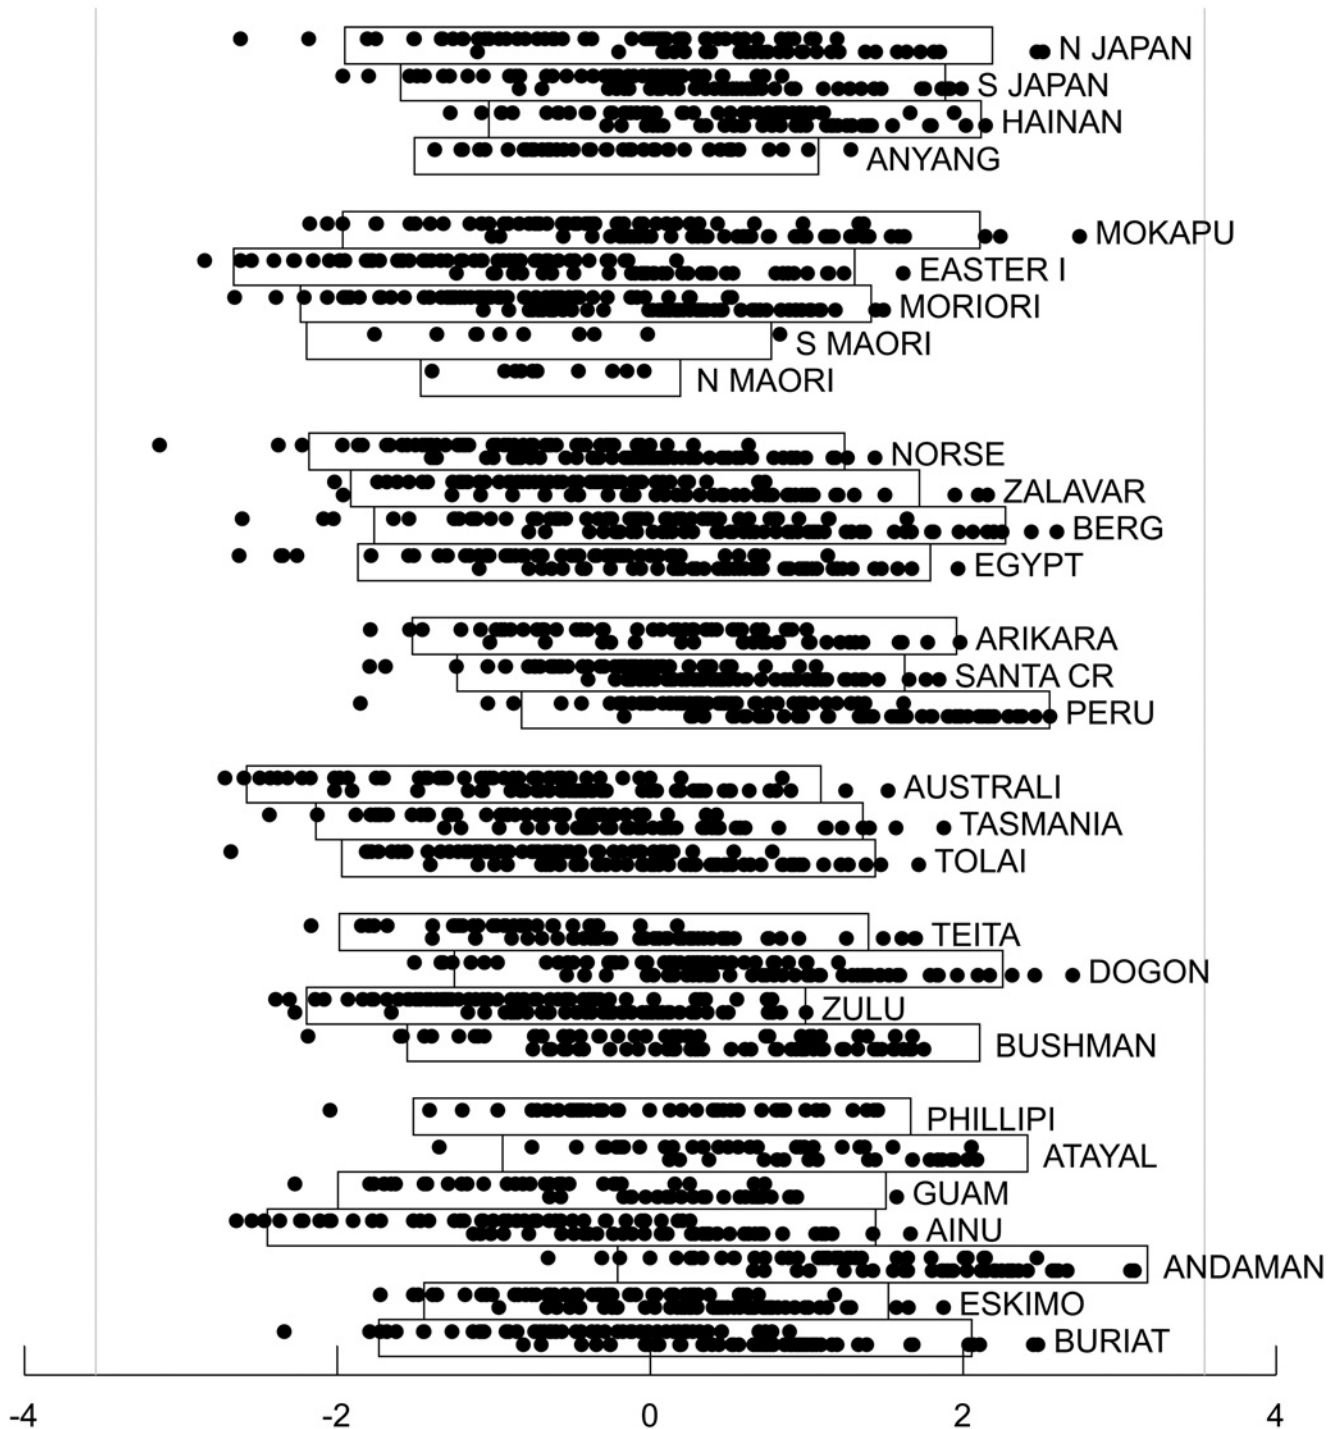 N JAPAN
S JAPAN
HAINAN
ANYANG
MOKAPU
EASTER I
MORIORI
S MAORI
N MAORI
NORSE
ZALAVAR
BERG
EGYPT
ARIKARA
SANTA CR
PERU
AUSTRALI
TASMANIA
TOLAI
TEITA
DOGON
ZULU
BUSHMAN
PHILLIPI
ATAYAL
GUAM
AINU
ANDAMAN
ESKIMO
BURIAT
-4 -2 0 2 4